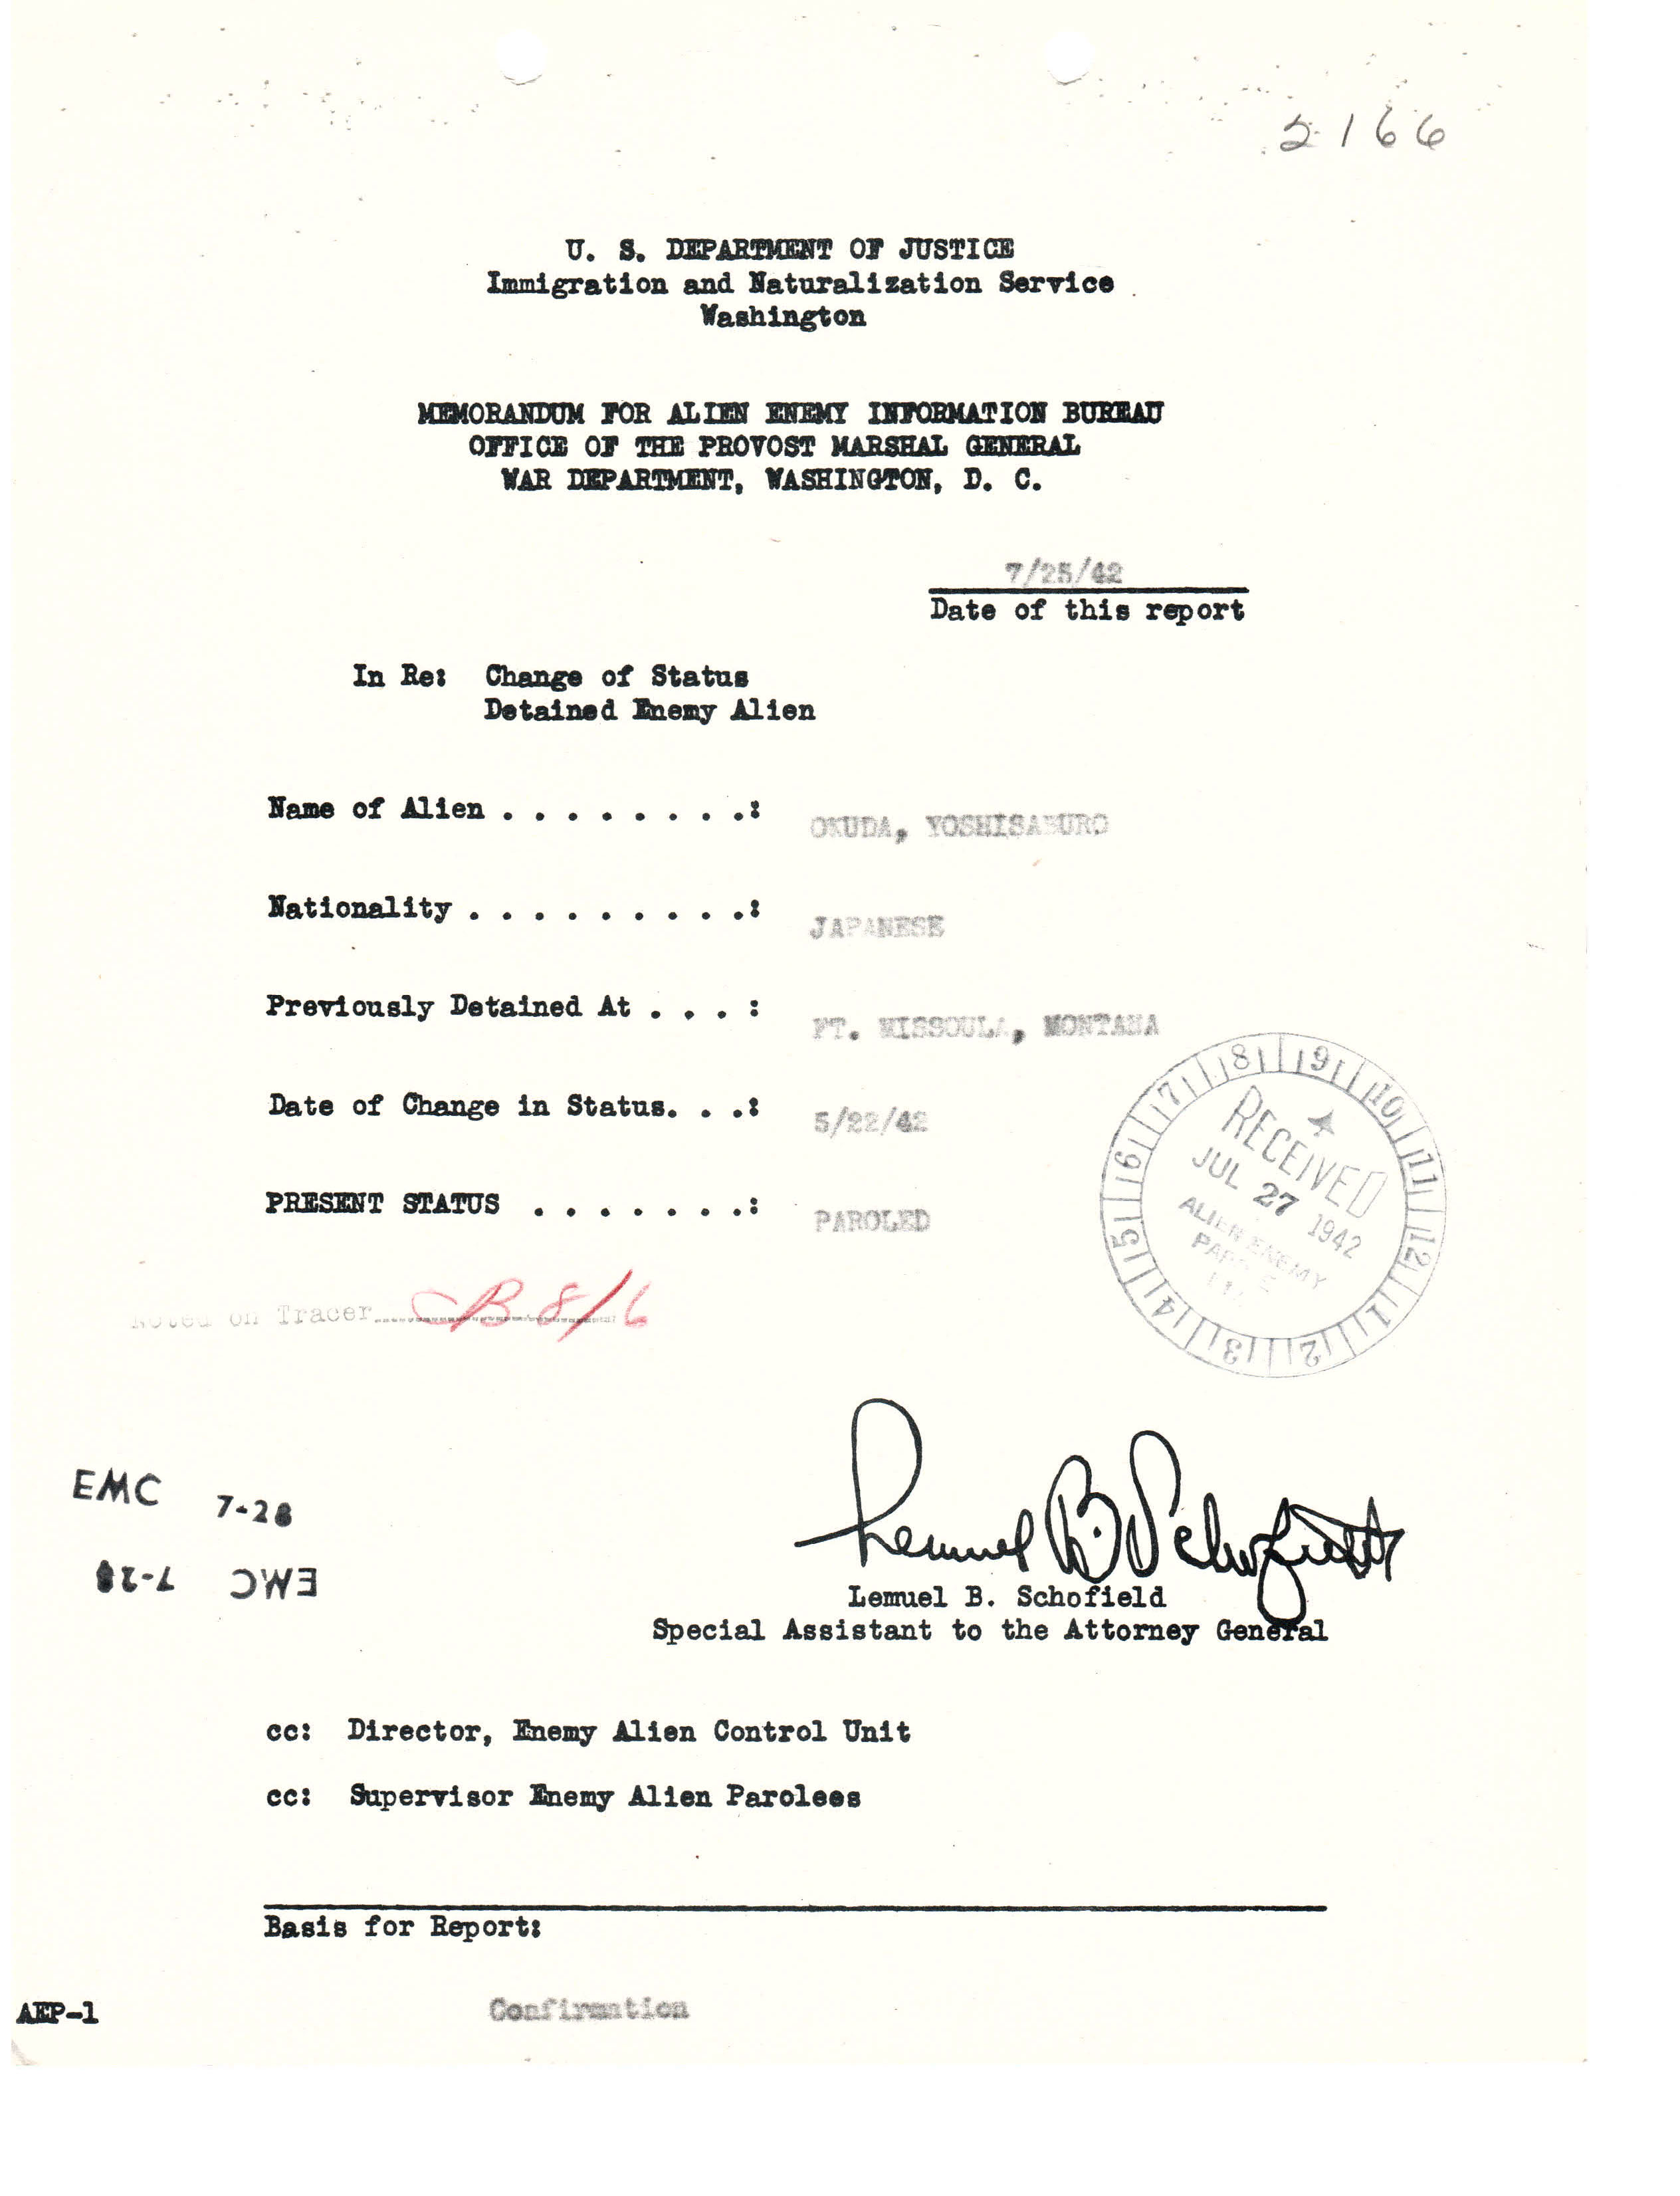 5166
U. S. DEPARTMENT OF JUSTICE
Immigration and Naturalization Service
Washington
MEMORANDUM FOR ALIEN ENEMY INFORMATION BUREAU
OFFICE OF THE PROVOST MARSHAL GENERAL
WAR DEPARTMENT, WASHINGTON, D. C.
7/25/42
Date of this report
In Re: Change of Status
Detained Enemy Alien
Name of Alien . . . . . . . .: OKUDA, YOSHISABURO
Nationality . . . . . . . . .: JAPANESE
Previously Detained At . . . : FT. MISSOULA, MONTANA
Date of Change in Status. . .: 5/22/42
PRESENT STATUS . . . . . . .: PAROLED
7 8 9 10 11 12 1 2 3 4 5 6
RECEIVED
JUL 27 1942
ALIEN ENEMY
Noted on Tracer B 8/6
EMC 7-28
EMC 7-28
Lemuel B. Schofield
Lemuel B. Schofield
Special Assistant to the Attorney General
cc: Director, Enemy Alien Control Unit
cc: Supervisor Enemy Alien Parolees
Basis for Report:
AEP-1 Confirmation